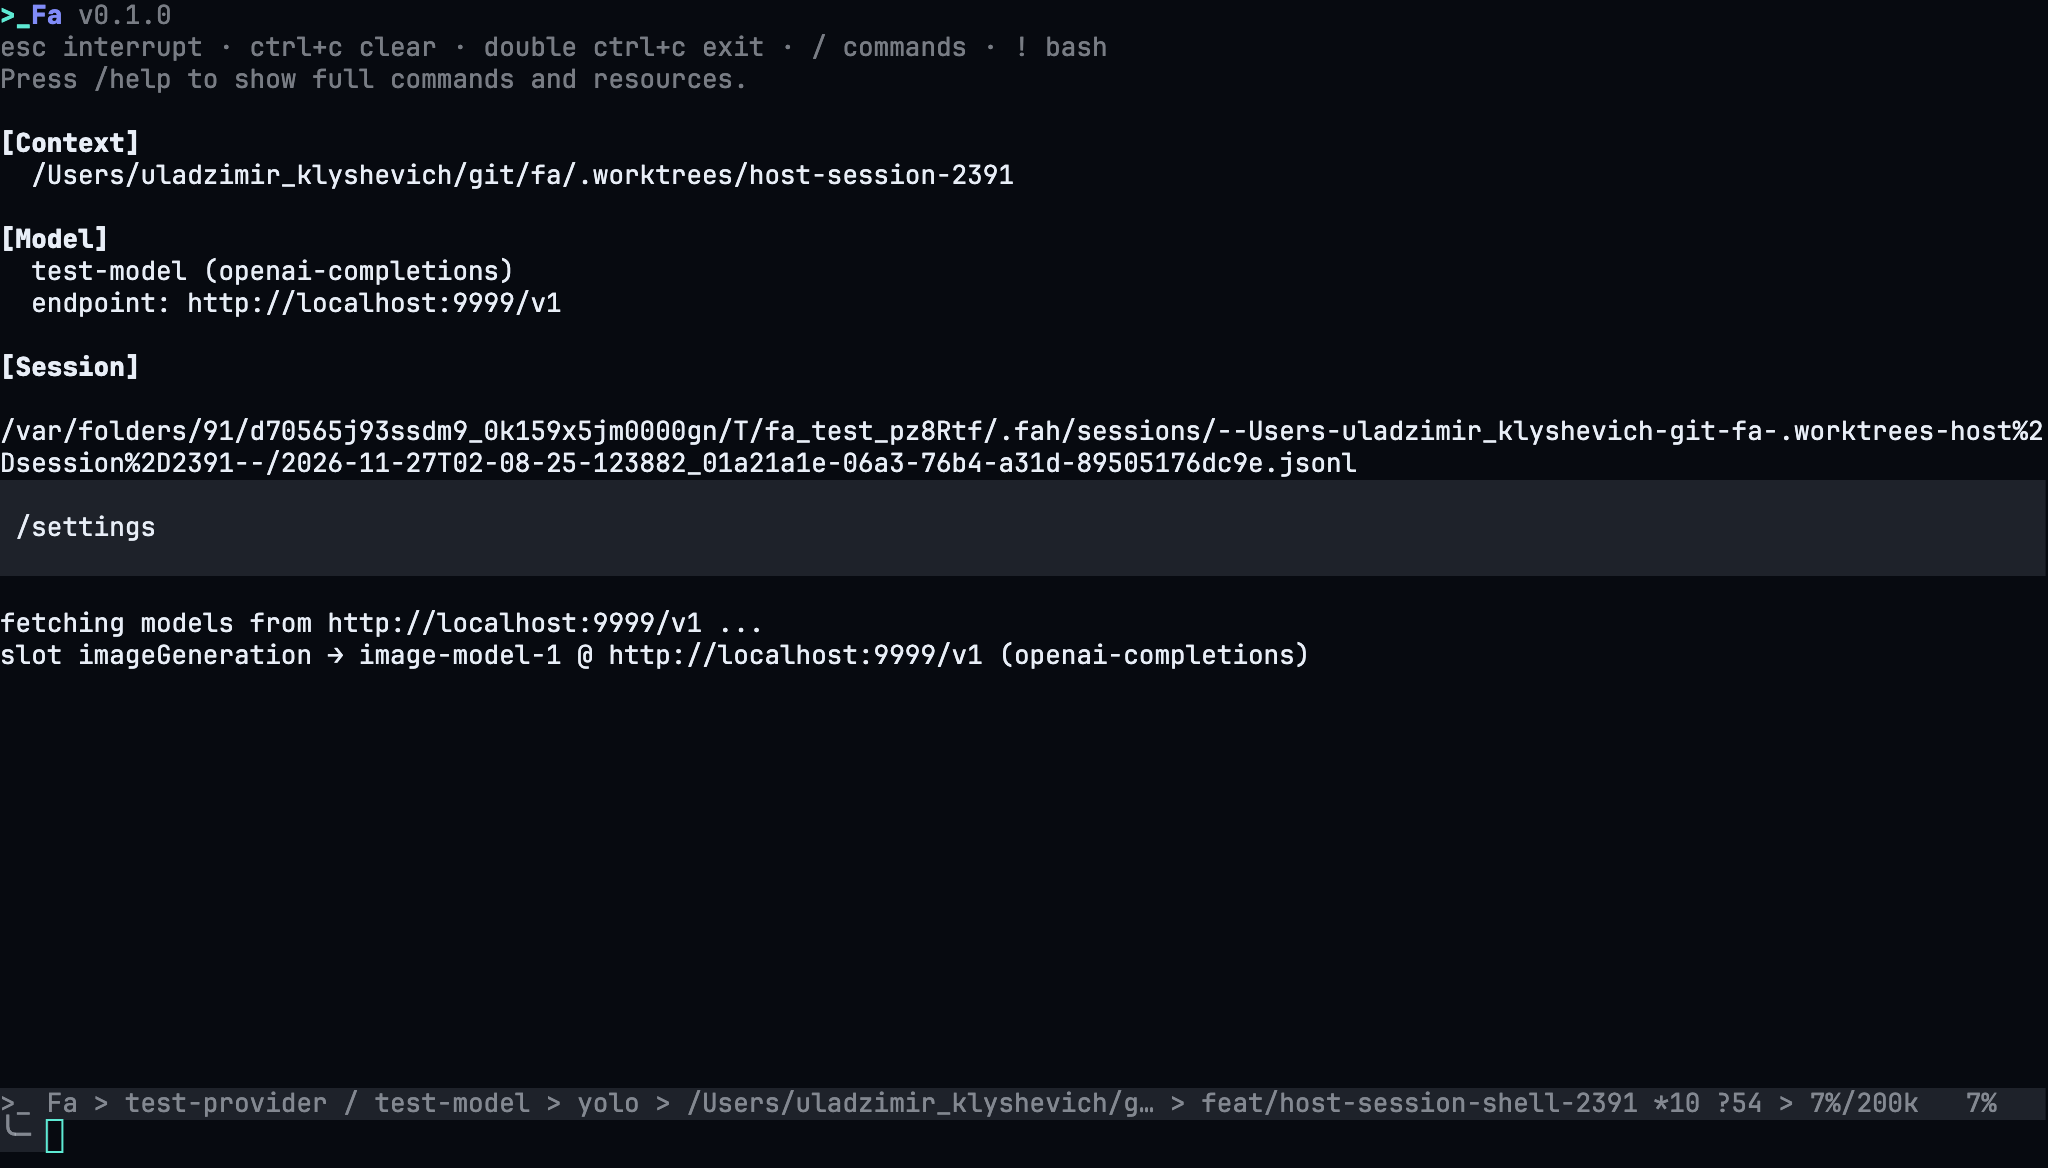 >_Fa v0.1.0
esc interrupt · ctrl+c clear · double ctrl+c exit · / commands · ! bash
Press /help to show full commands and resources.
[Context]
/Users/uladzimir_klyshevich/git/fa/.worktrees/host-session-2391
[Model]
test-model (openai-completions)
endpoint: http://localhost:9999/v1
[Session]
/var/folders/91/d70565j93ssdm9_0k159x5jm0000gn/T/fa_test_pz8Rtf/.fah/sessions/--Users-uladzimir_klyshevich-git-fa-.worktrees-host%2
Dsession%2D2391--/2026-11-27T02-08-25-123882_01a21a1e-06a3-76b4-a31d-89505176dc9e.jsonl
/settings
fetching models from http://localhost:9999/v1 ...
slot imageGeneration → image-model-1 @ http://localhost:9999/v1 (openai-completions)
>_ Fa > test-provider / test-model > yolo > /Users/uladzimir_klyshevich/g… > feat/host-session-shell-2391 *10 ?54 > 7%/200k 7%